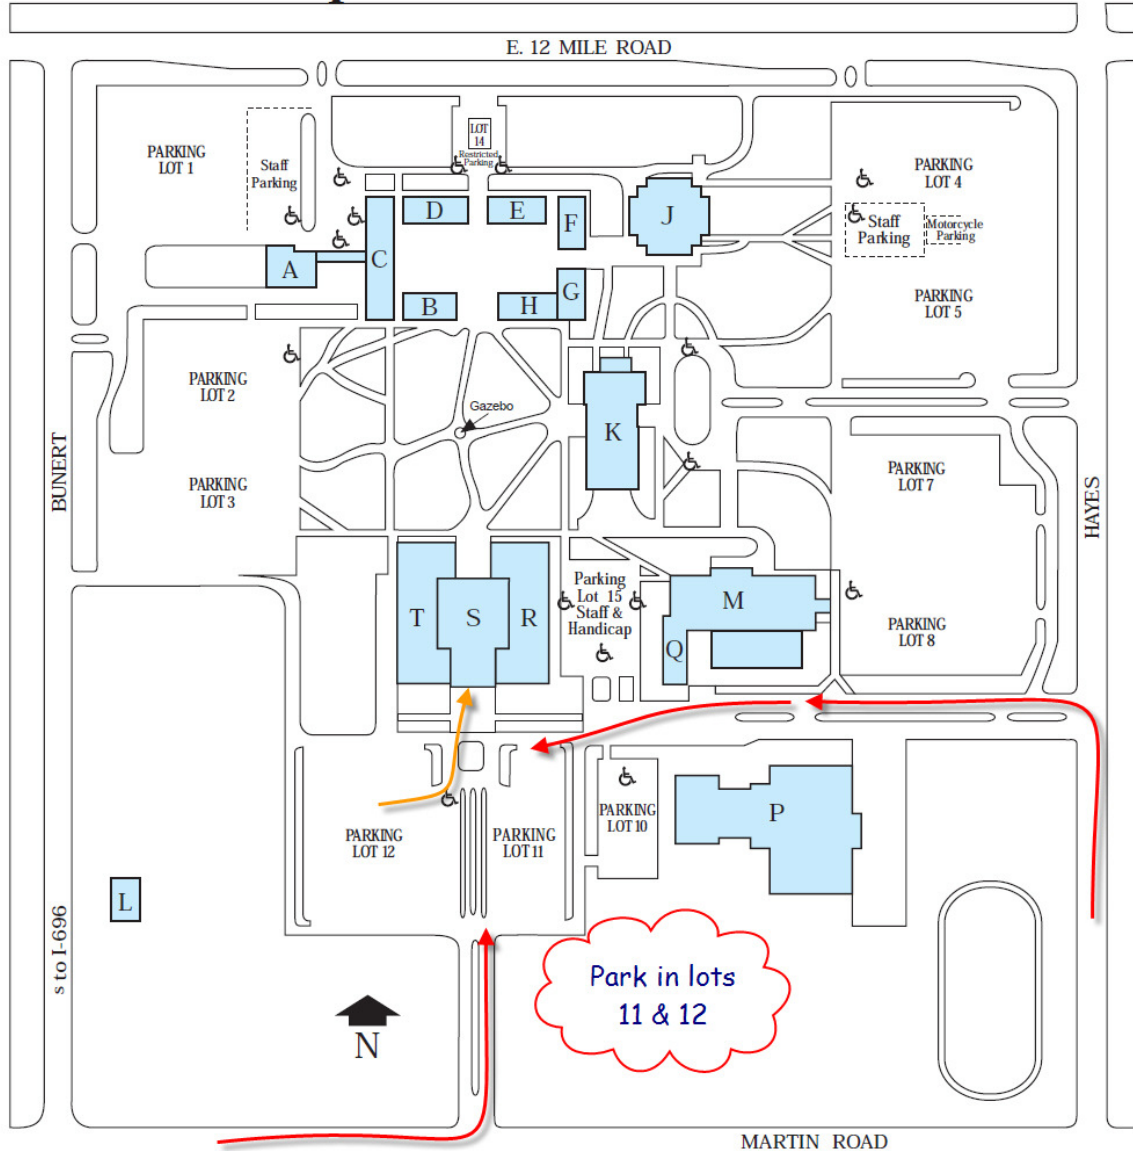 E. 12 MILE ROAD
LOT
14
Restricted
Parking
PARKING
LOT 1
Staff
Parking
PARKING
LOT 4
D
E
F
J
Staff
Parking
Motorcycle
Parking
A
C
B
H
G
PARKING
LOT 5
PARKING
LOT 2
Gazebo
K
BUNERT
PARKING
LOT 3
PARKING
LOT 7
HAYES
T
S
R
Parking
Lot 15
Staff &
Handicap
M
Q
PARKING
LOT 8
PARKING
LOT 12
PARKING
LOT 11
PARKING
LOT 10
P
L
s to I-696
Park in lots
11 & 12
N
MARTIN ROAD